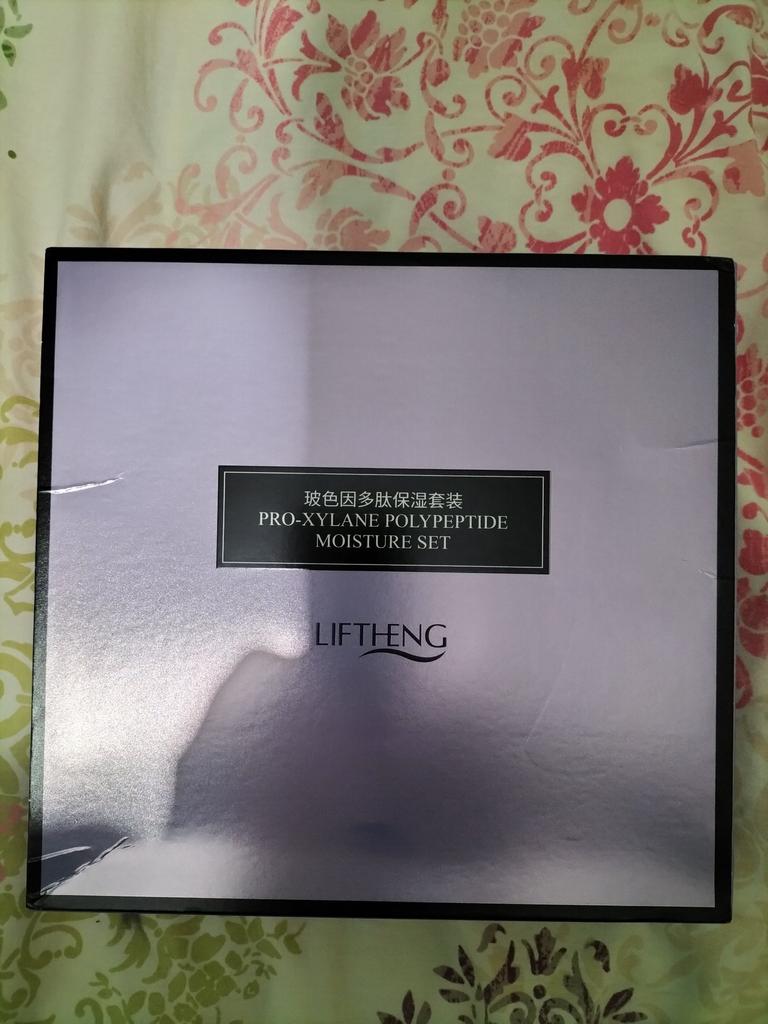 玻色因多肽保湿套装
PRO-XYLANE POLYPEPTIDE
MOISTURE SET
LIFTHENG